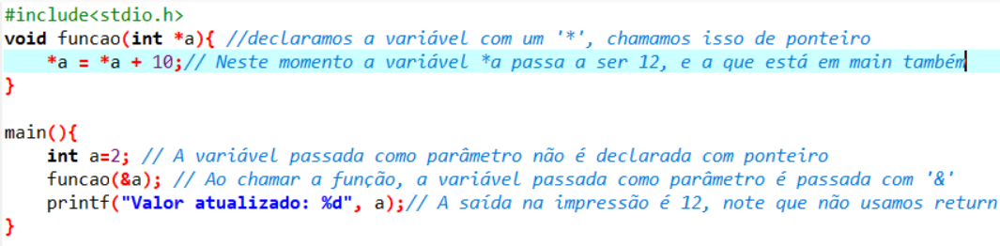 #include<stdio.h>
void funcao(int *a){ //declaramos a variável com um '*', chamamos isso de ponteiro
    *a = *a + 10;// Neste momento a variável *a passa a ser 12, e a que está em main também
}

main(){
    int a=2; // A variável passada como parâmetro não é declarada com ponteiro
    funcao(&a); // Ao chamar a função, a variável passada como parâmetro é passada com '&'
    printf("Valor atualizado: %d", a);// A saída na impressão é 12, note que não usamos return
}